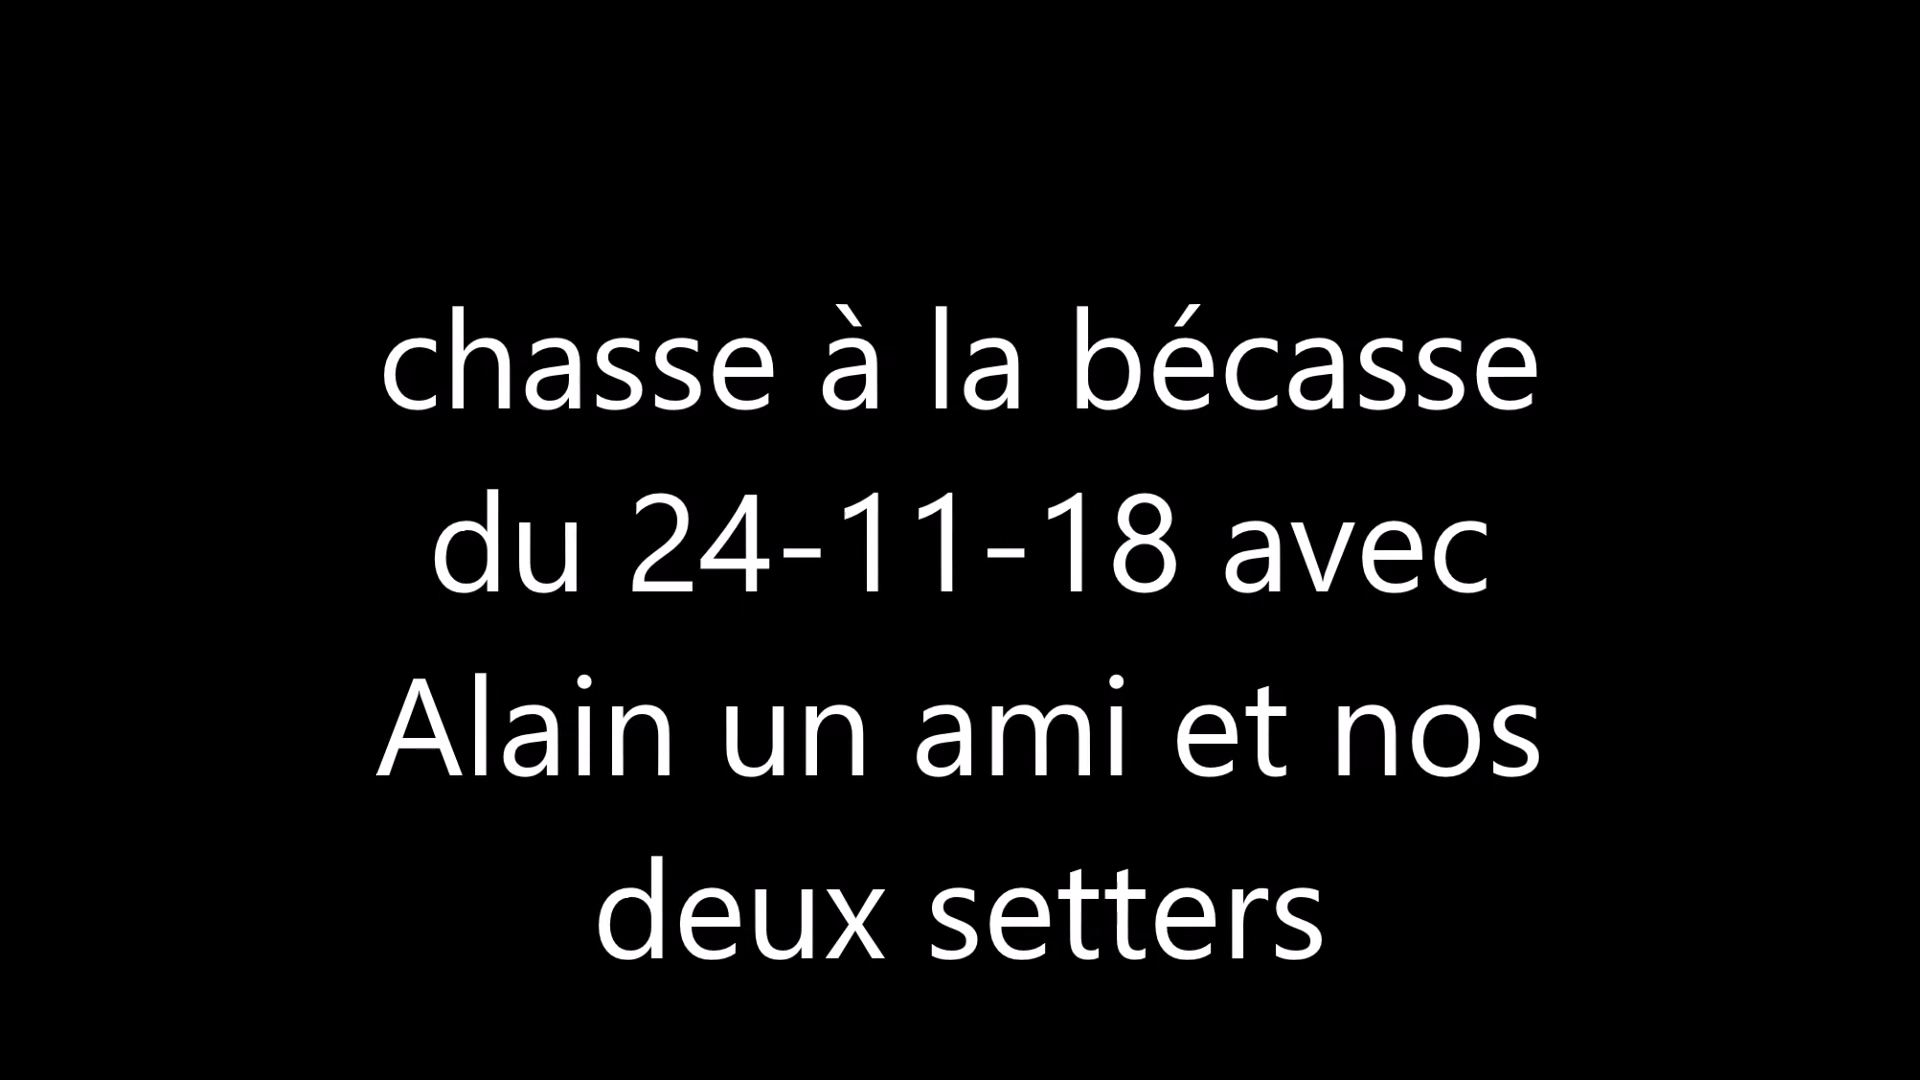 chasse à la bécasse
du 24-11-18 avec
Alain un ami et nos
deux setters